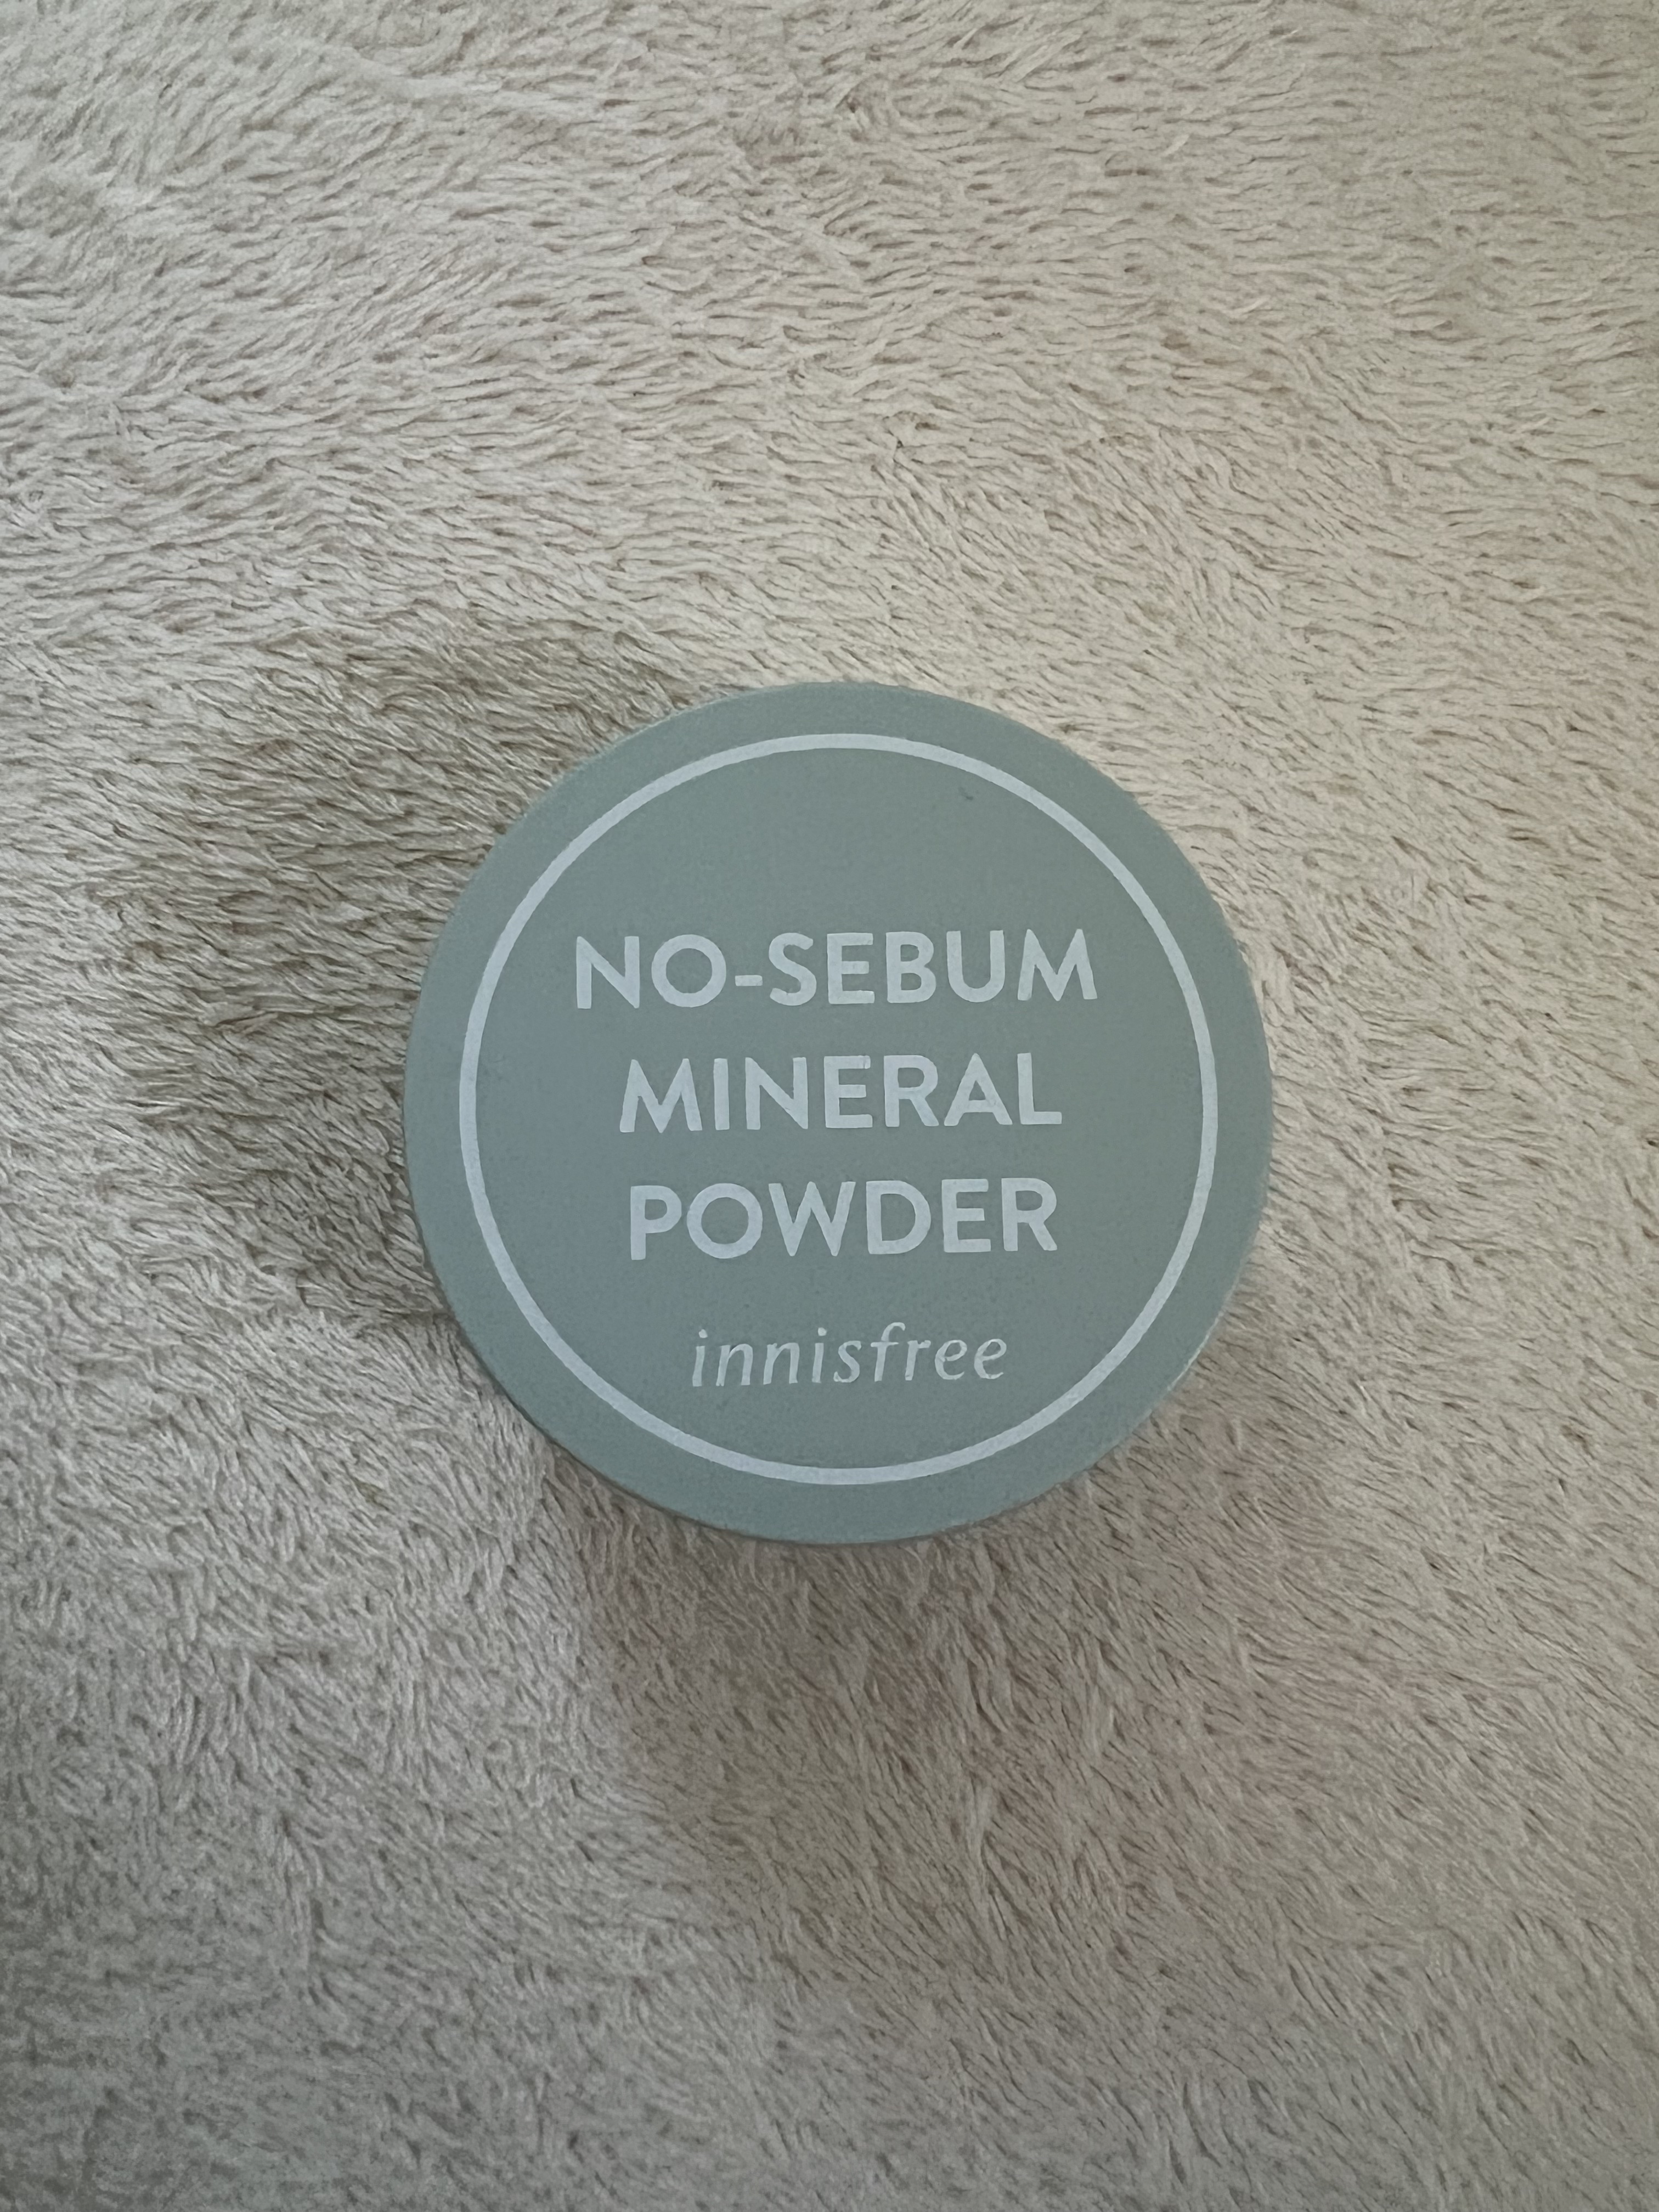 NO-SEBUM
MINERAL
POWDER
innisfree